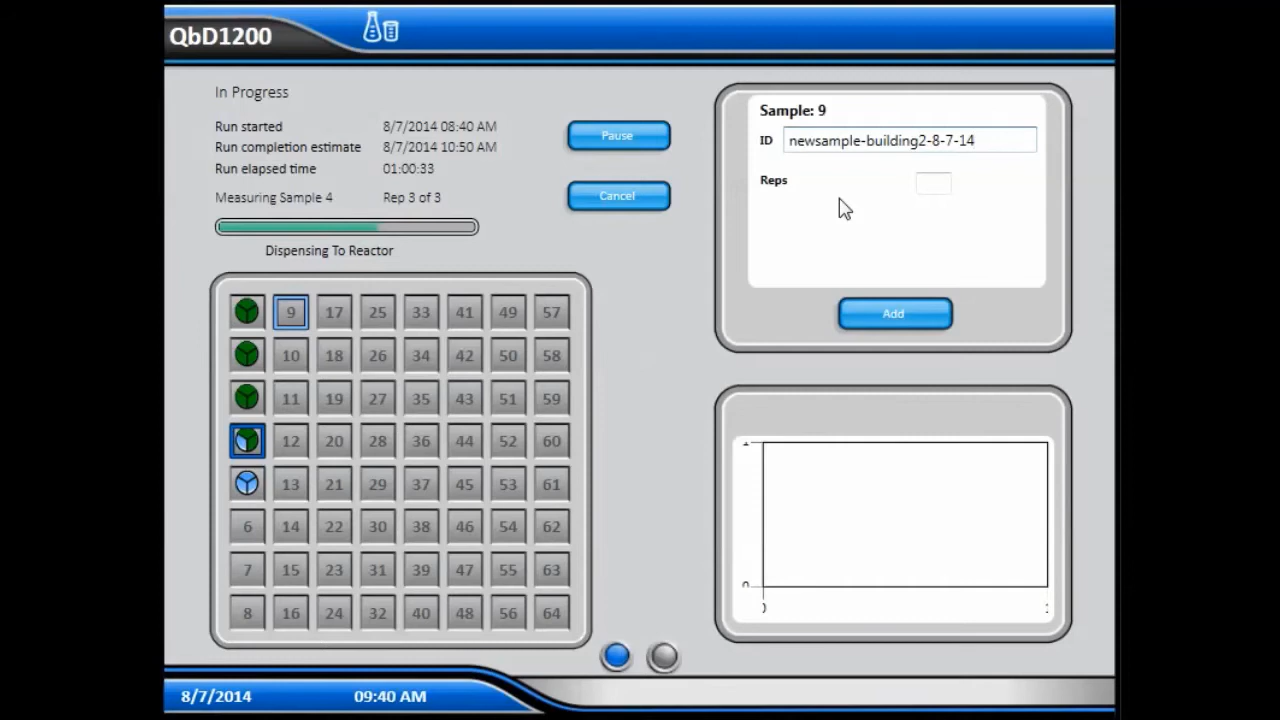 QbD1200
In Progress
Run started 8/7/2014 08:40 AM
Run completion estimate 8/7/2014 10:50 AM
Run elapsed time 01:00:33
Measuring Sample 4 Rep 3 of 3
Dispensing To Reactor
Pause
Cancel
9 17 25 33 41 49 57
10 18 26 34 42 50 58
11 19 27 35 43 51 59
12 20 28 36 44 52 60
13 21 29 37 45 53 61
6 14 22 30 38 46 54 62
7 15 23 31 39 47 55 63
8 16 24 32 40 48 56 64
Sample: 9
ID newsample-building2-8-7-14
Reps
Add
1
0
0 1
8/7/2014 09:40 AM